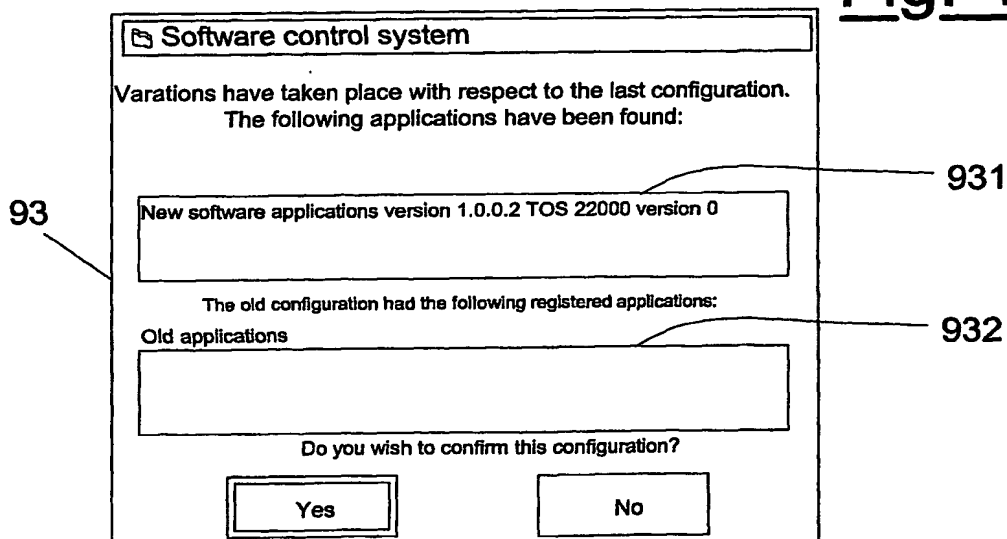 Fig.
Software control system
Varations have taken place with respect to the last configuration.
The following applications have been found:
931
New software applications version 1.0.0.2 TOS 22000 version 0
93
The old configuration had the following registered applications:
Old applications
932
Do you wish to confirm this configuration?
Yes
No